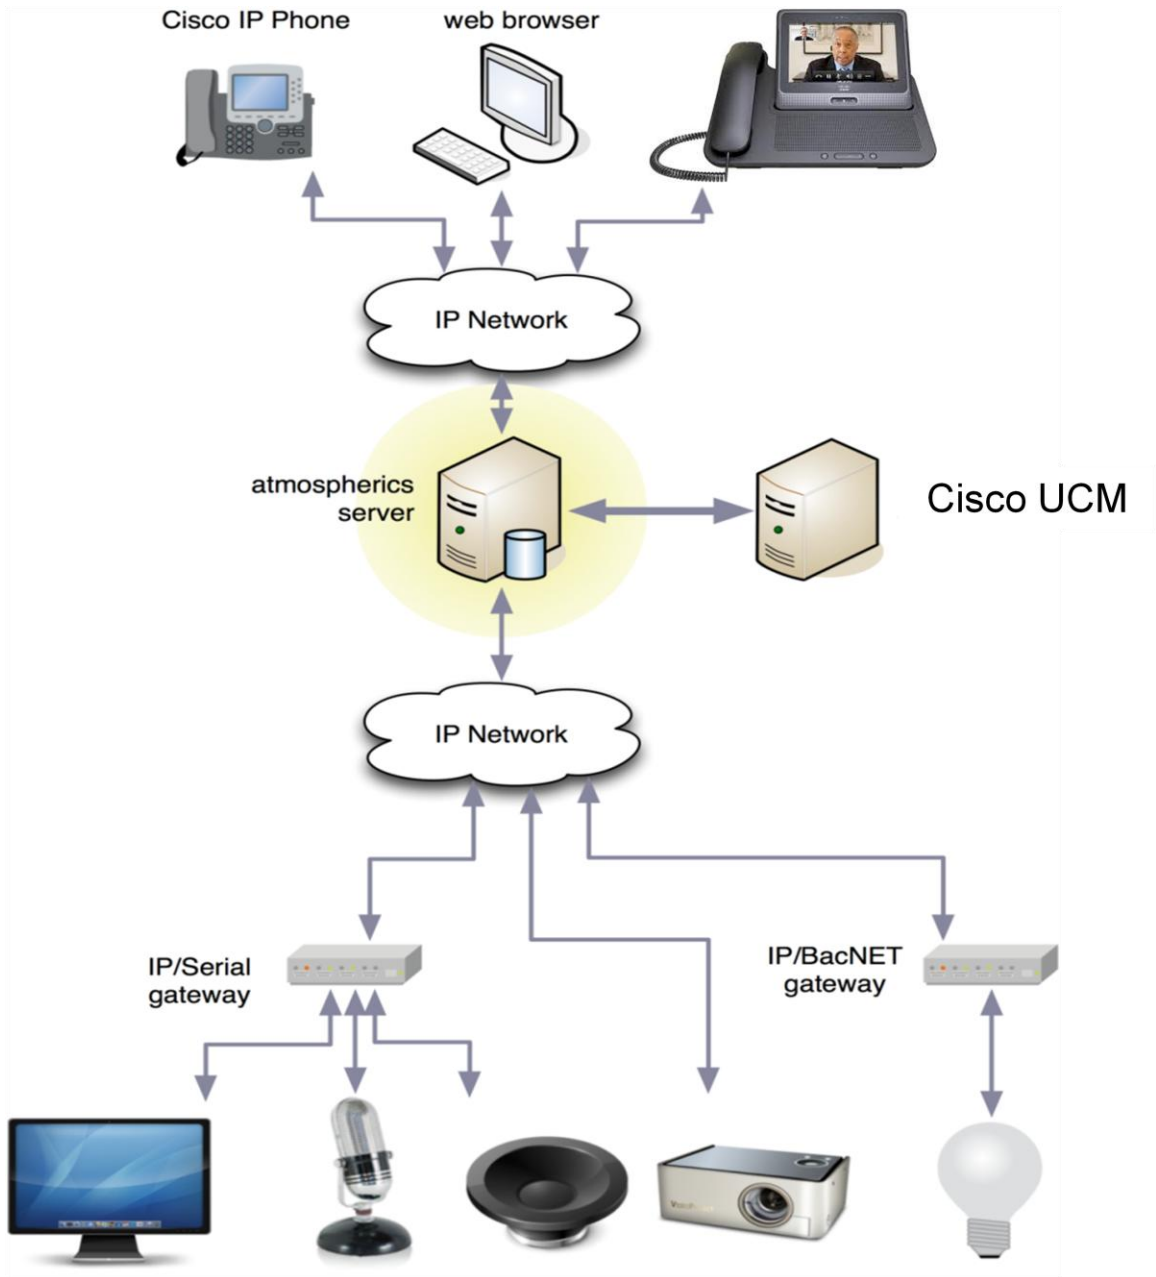 Cisco IP Phone
web browser
IP Network
atmospherics
server
Cisco UCM
IP Network
IP/Serial
gateway
IP/BacNET
gateway